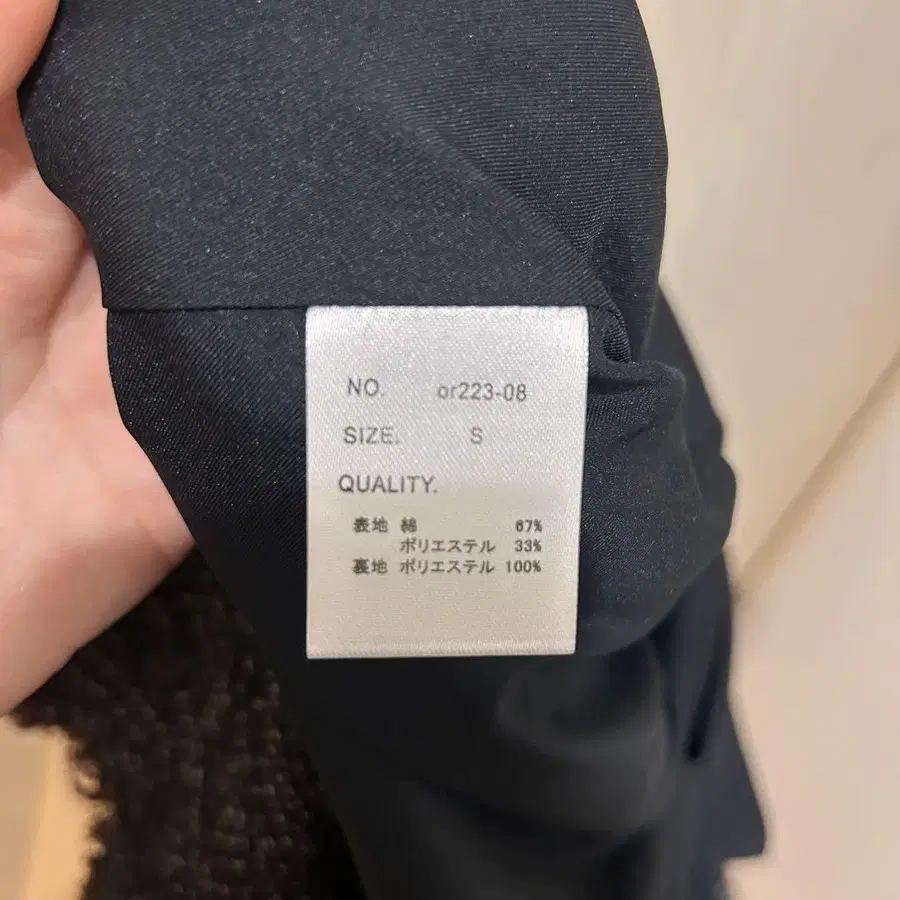 NO. or223-08
SIZE. S
QUALITY.
表地 綿 67%
ポリエステル 33%
裏地 ポリエステル 100%